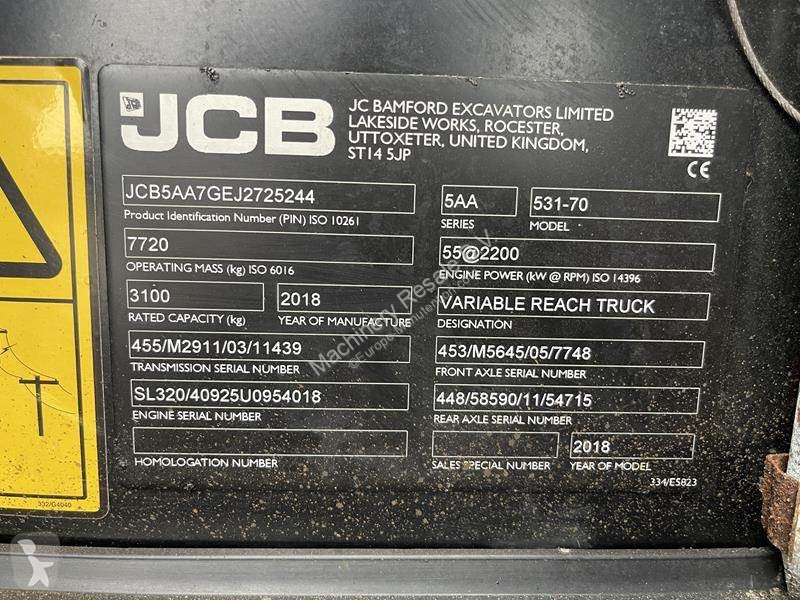 JCB
JC BAMFORD EXCAVATORS LIMITED
LAKESIDE WORKS, ROCESTER,
UTTOXETER, UNITED KINGDOM,
ST14 5JP
CE
JCB5AA7GEJ2725244
Product Identification Number (PIN) ISO 10261
5AA
SERIES
531-70
MODEL
7720
OPERATING MASS (kg) ISO 6016
55@2200
ENGINE POWER (kW @ RPM) ISO 14396
3100
RATED CAPACITY (kg)
2018
YEAR OF MANUFACTURE
VARIABLE REACH TRUCK
DESIGNATION
455/M2911/03/11439
TRANSMISSION SERIAL NUMBER
453/M5645/05/7748
FRONT AXLE SERIAL NUMBER
SL320/40925U0954018
ENGINE SERIAL NUMBER
448/58590/11/54715
REAR AXLE SERIAL NUMBER
HOMOLOGATION NUMBER
SALES SPECIAL NUMBER
2018
YEAR OF MODEL
334/E5823
332/G4040
Machinery Resale B.V.